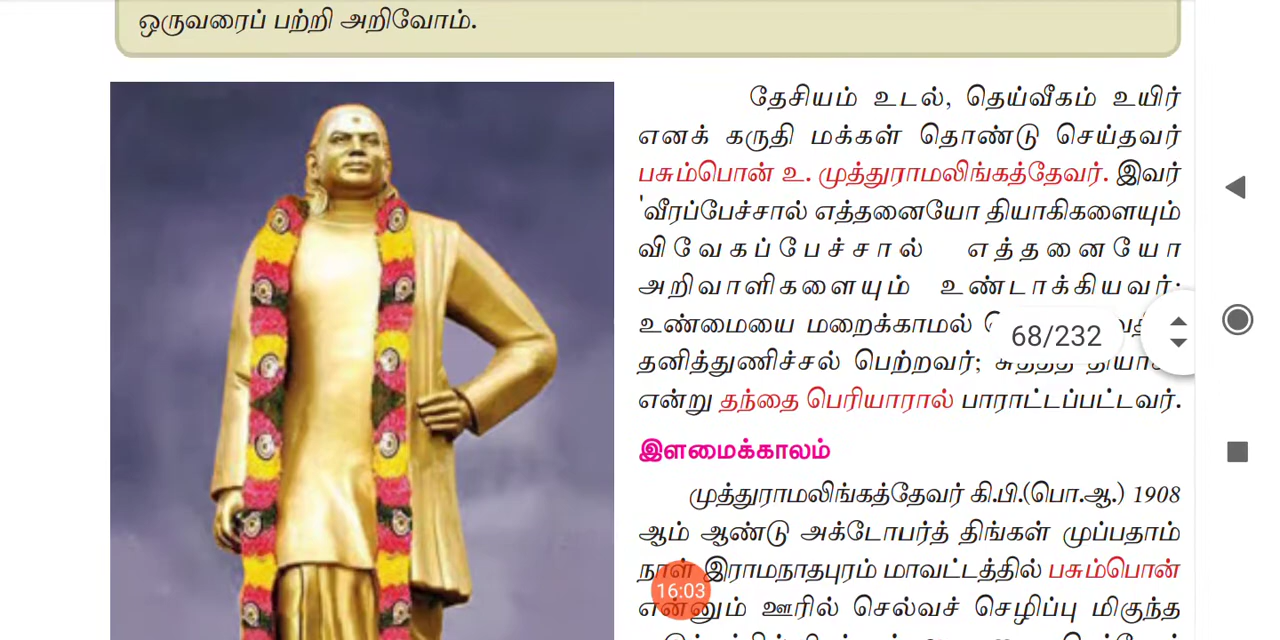 ஒருவரைப் பற்றி அறிவோம்.
தேசியம் உடல், தெய்வீகம் உயிர்
எனக் கருதி மக்கள் தொண்டு செய்தவர்
பசும்பொன் உ. முத்துராமலிங்கத்தேவர். இவர்
'வீரப்பேச்சால் எத்தனையோ தியாகிகளையும்
விவேகப்பேச்சால் எத்தனையோ
அறிவாளிகளையும் உண்டாக்கியவர்;
உண்மையை மறைக்காமல்
68/232
தனித்துணிச்சல் பெற்றவர்;
என்று தந்தை பெரியாரால் பாராட்டப்பட்டவர்.
இளமைக்காலம்
முத்துராமலிங்கத்தேவர் கி.பி.(பொ.ஆ.) 1908
ஆம் ஆண்டு அக்டோபர்த் திங்கள் முப்பதாம்
நாள் இராமநாதபுரம் மாவட்டத்தில் பசும்பொன்
16:03
என்னும் ஊரில் செல்வச் செழிப்பு மிகுந்த